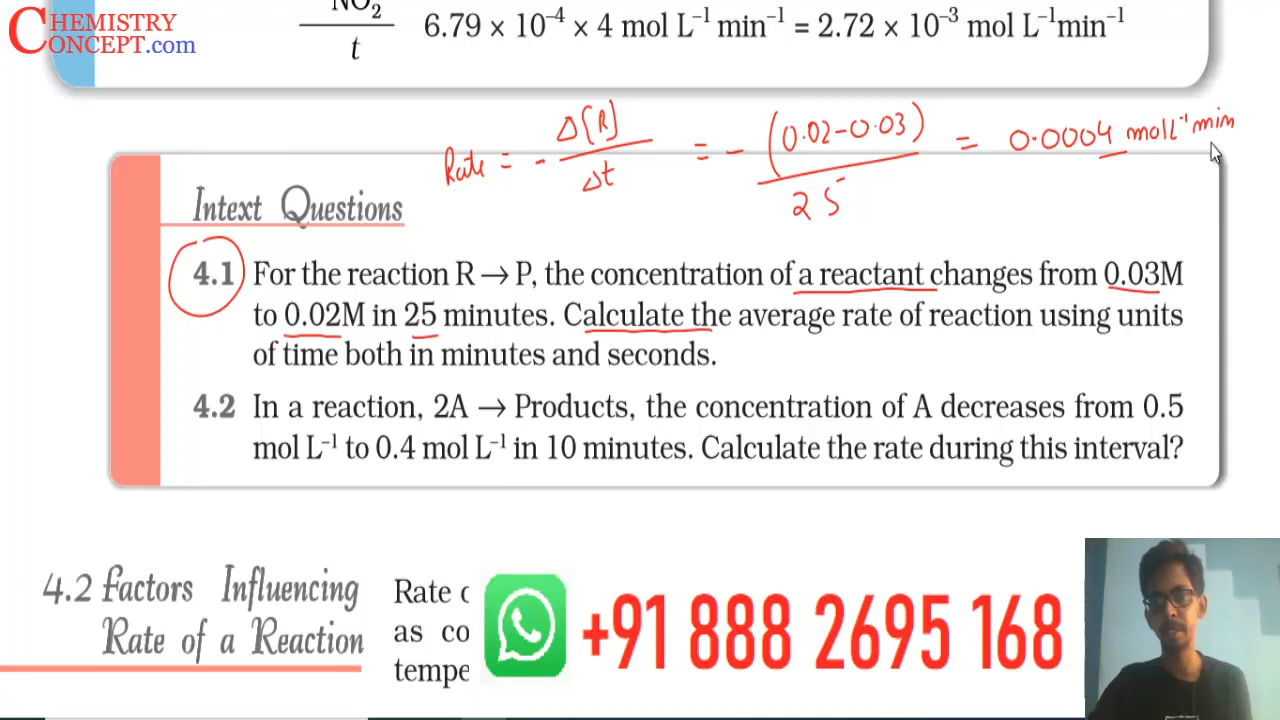 CHEMISTRY
CONCEPT.com
NO₂
t
6.79 × 10⁻⁴ × 4 mol L⁻¹ min⁻¹ = 2.72 × 10⁻³ mol L⁻¹min⁻¹
Rate = - Δ[R] / Δt = - (0.02-0.03) / 25 = 0.0004 mol L⁻¹ min
Intext Questions
4.1 For the reaction R → P, the concentration of a reactant changes from 0.03M
to 0.02M in 25 minutes. Calculate the average rate of reaction using units
of time both in minutes and seconds.
4.2 In a reaction, 2A → Products, the concentration of A decreases from 0.5
mol L⁻¹ to 0.4 mol L⁻¹ in 10 minutes. Calculate the rate during this interval?
4.2 Factors Influencing
Rate of a Reaction
Rate o
as co
tempe
+91 888 2695 168